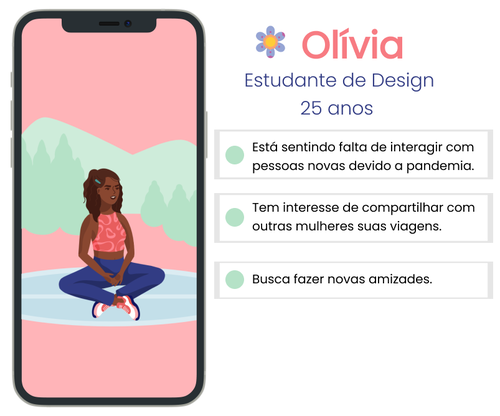 Olívia
Estudante de Design
25 anos
Está sentindo falta de interagir com
pessoas novas devido a pandemia.
Tem interesse de compartilhar com
outras mulheres suas viagens.
Busca fazer novas amizades.